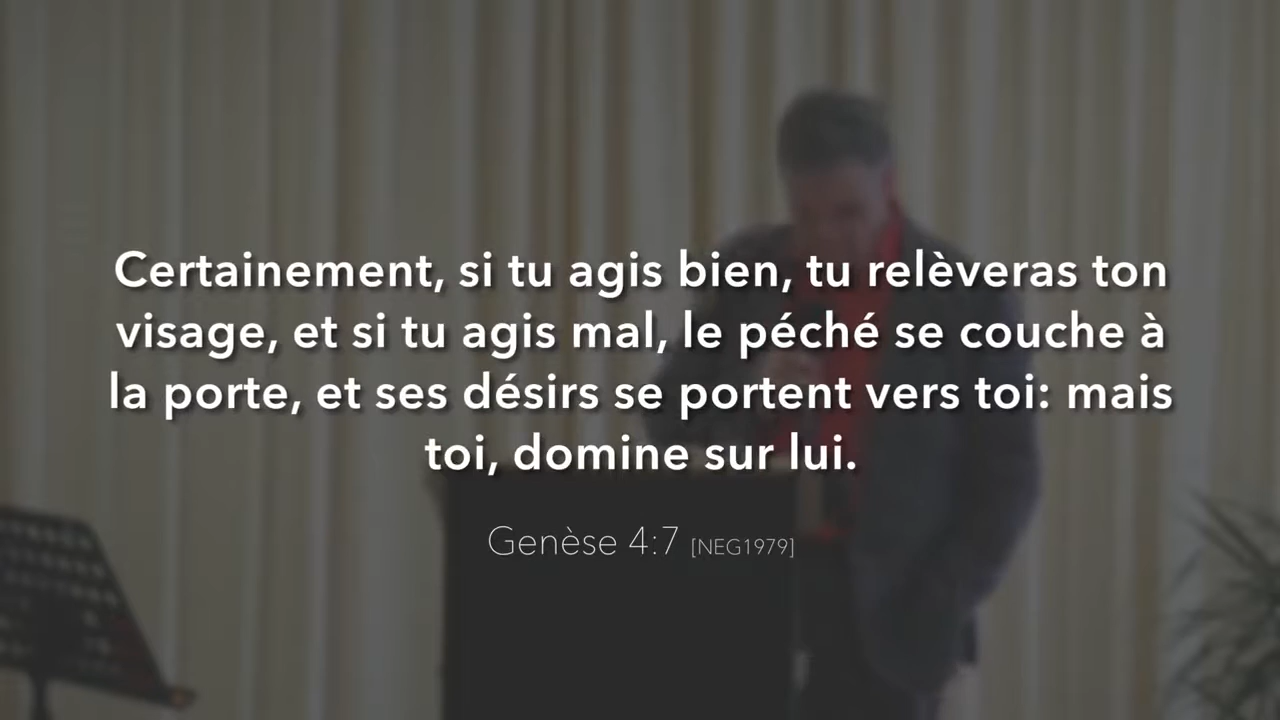 Certainement, si tu agis bien, tu relèveras ton
visage, et si tu agis mal, le péché se couche à
la porte, et ses désirs se portent vers toi: mais
toi, domine sur lui.
Genèse 4:7 [NEG1979]